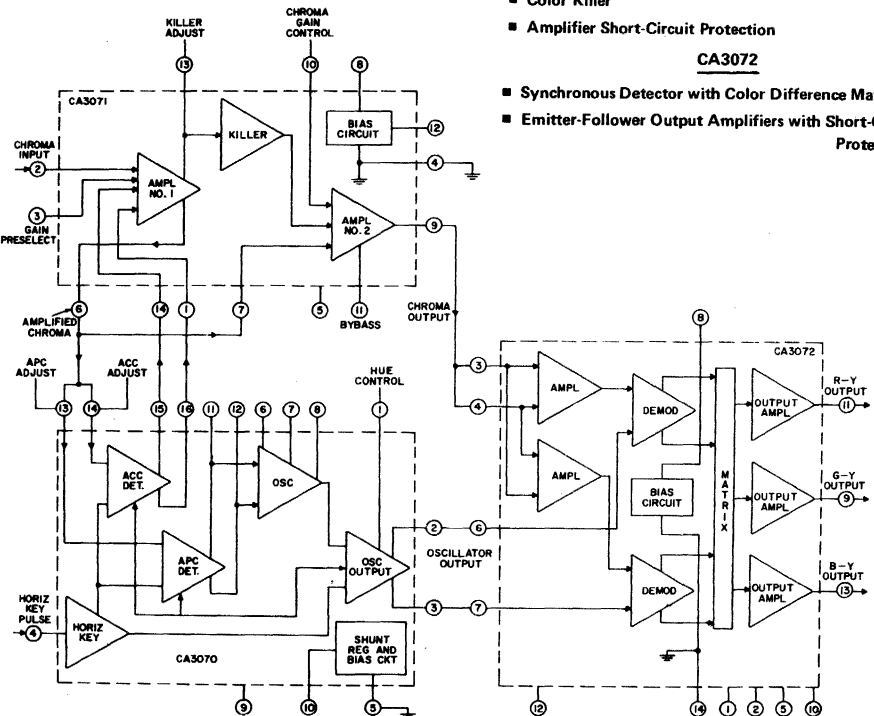 ■ Color Killer
■ Amplifier Short-Circuit Protection
CA3072
■ Synchronous Detector with Color Difference Ma
■ Emitter-Follower Output Amplifiers with Short-
Prote
KILLER
ADJUST
CHROMA
GAIN
CONTROL
13
10
8
CA3071
KILLER
BIAS
CIRCUIT
12
4
CHROMA
INPUT
2
AMPL
NO. 1
3
GAIN
PRESELECT
AMPL
NO. 2
9
6
14
1
7
5
11
BYBASS
AMPLIFIED
CHROMA
CHROMA
OUTPUT
APC
ADJUST
ACC
ADJUST
HUE
CONTROL
13
14
15
16
11
12
6
7
8
1
ACC
DET.
OSC
APC
DET.
OSC
OUTPUT
2
6
OSCILLATOR
OUTPUT
3
7
HORIZ
KEY
PULSE
4
HORIZ
KEY
SHUNT
REG AND
BIAS CKT
CA3070
9
10
5
8
CA3072
3
4
AMPL
AMPL
DEMOD
BIAS
CIRCUIT
DEMOD
MATRIX
OUTPUT
AMPL
R-Y
OUTPUT
11
OUTPUT
AMPL
G-Y
OUTPUT
9
OUTPUT
AMPL
B-Y
OUTPUT
13
12
14
1
2
5
10